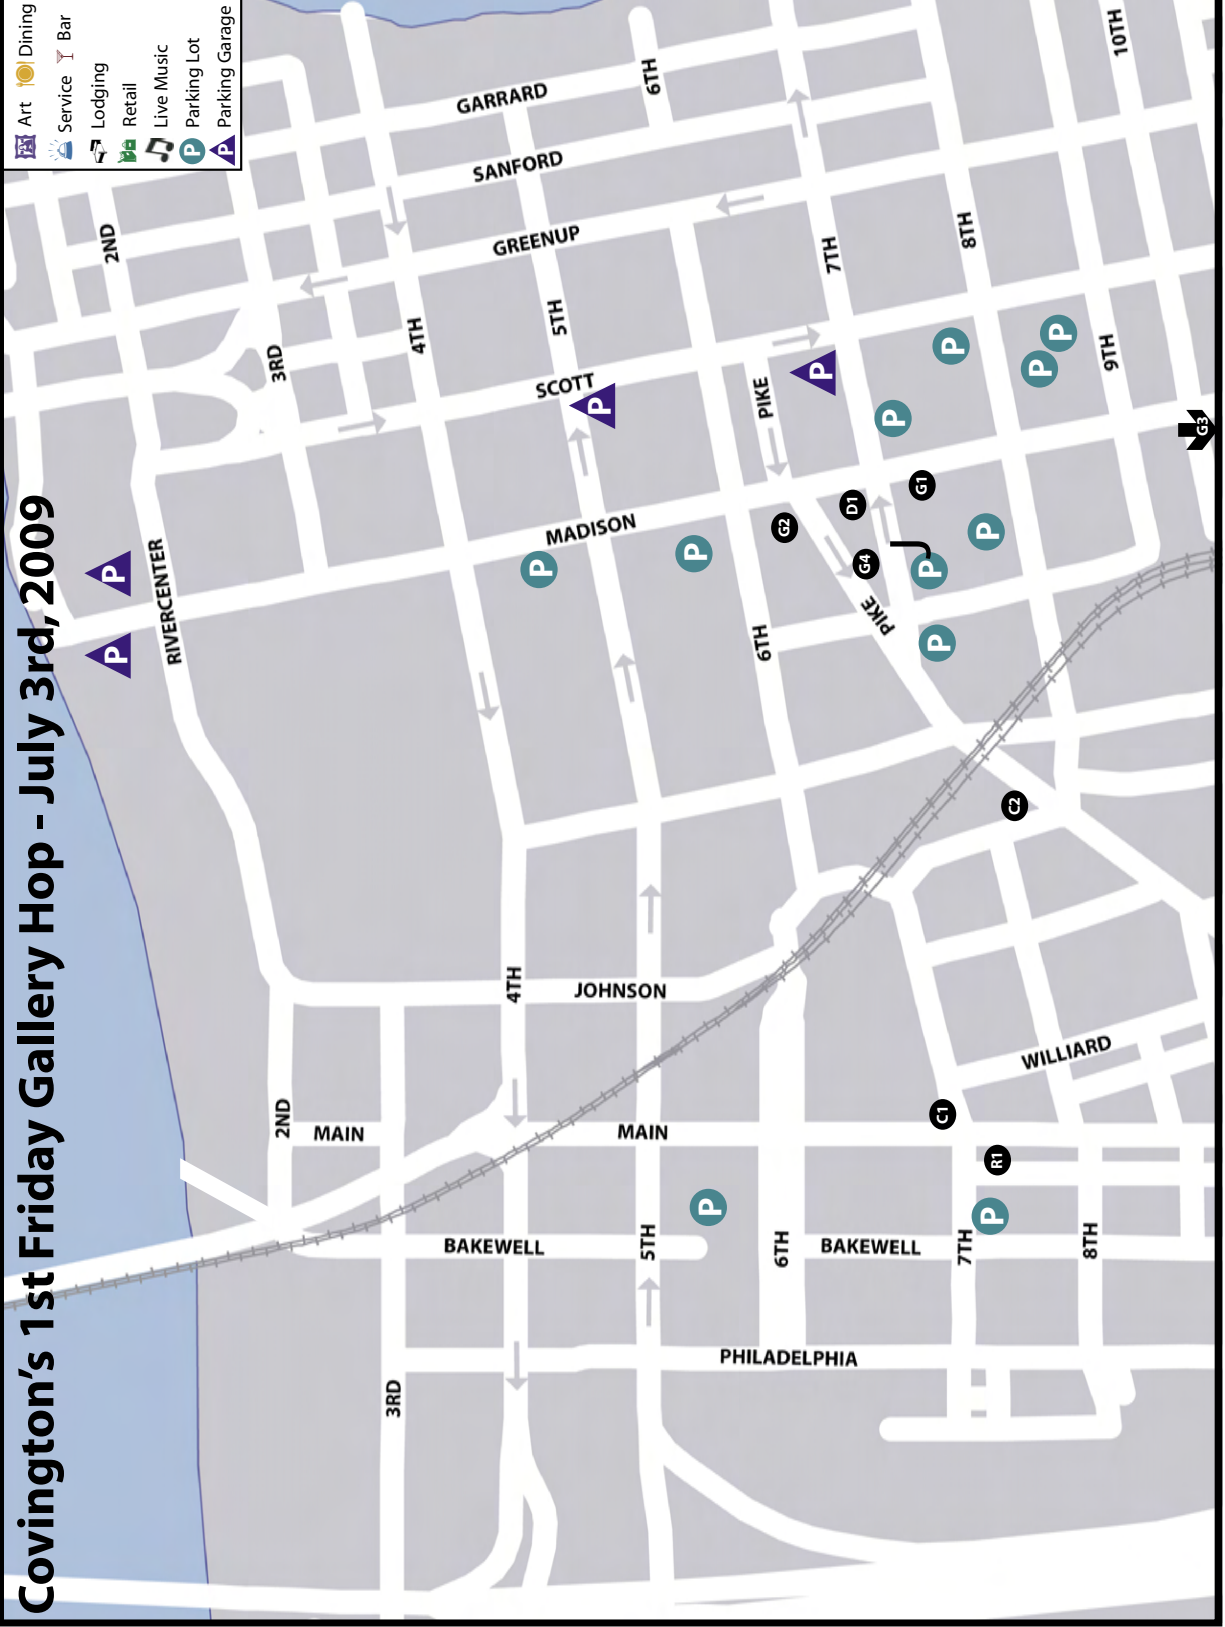 Covington's 1st Friday Gallery Hop - July 3rd, 2009
Art Dining
Service Bar
Lodging
Retail
Live Music
P Parking Lot
P Parking Garage
P
P
RIVERCENTER
2ND
2ND
3RD
3RD
4TH
4TH
5TH
5TH
5TH
6TH
6TH
6TH
7TH
7TH
8TH
8TH
9TH
10TH
GARRARD
SANFORD
GREENUP
SCOTT
MADISON
PIKE
PIKE
JOHNSON
MAIN
MAIN
BAKEWELL
BAKEWELL
PHILADELPHIA
WILLIARD
P
P
P
P
P
P
P
P
P
P
P
P
P
G1
G2
G3
G4
D1
C1
C2
R1